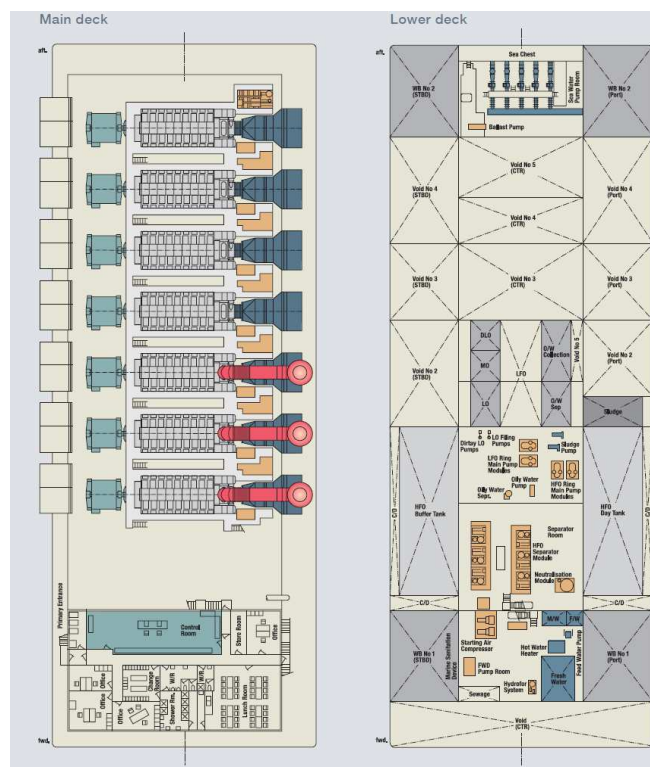 Main deck
aft.
Primary Entrance
Control
Room
Store Room
Office
Office
Office
Office
Change
Room
W/R
W/R
Shower Rm.
Lunch Room
fwd.
Lower deck
aft.
Sea Chest
WB No 2
(STBD)
Sea Water
Pump Room
WB No 2
(Port)
Ballast Pump
Void No 5
(CTR)
Void No 4
(STBD)
Void No 4
(Port)
Void No 4
(CTR)
Void No 3
(STBD)
Void No 3
(CTR)
Void No 3
(Port)
DLO
O/W
Collection
Void No 5
MO
LFO
Void No 2
(STBD)
Void No 2
(Port)
LO
O/W
Sep
Sludge
Dirtay LO
Pumps
LO Filing
Pumps
Sludge
Pump
LFO Ring
Main Pump
Modules
Oily Water
Pump
Oily Water
Sepr.
HFO Ring
Main Pump
Modules
C/D
HFO
Buffer Tank
HFO
Day Tank
C/D
Separator
Room
HFO
Separator
Module
Neutralisation
Module
C/D
C/D
M/W
F/W
WB No 1
(STBD)
Marine Sanitation
Device
Starting Air
Compressor
Hot Water
Heater
Feed Water Pump
WB No 1
(Port)
FWD
Pump Room
Fresh
Water
Hydrafor
System
Sewage
Void
(CTR)
fwd.